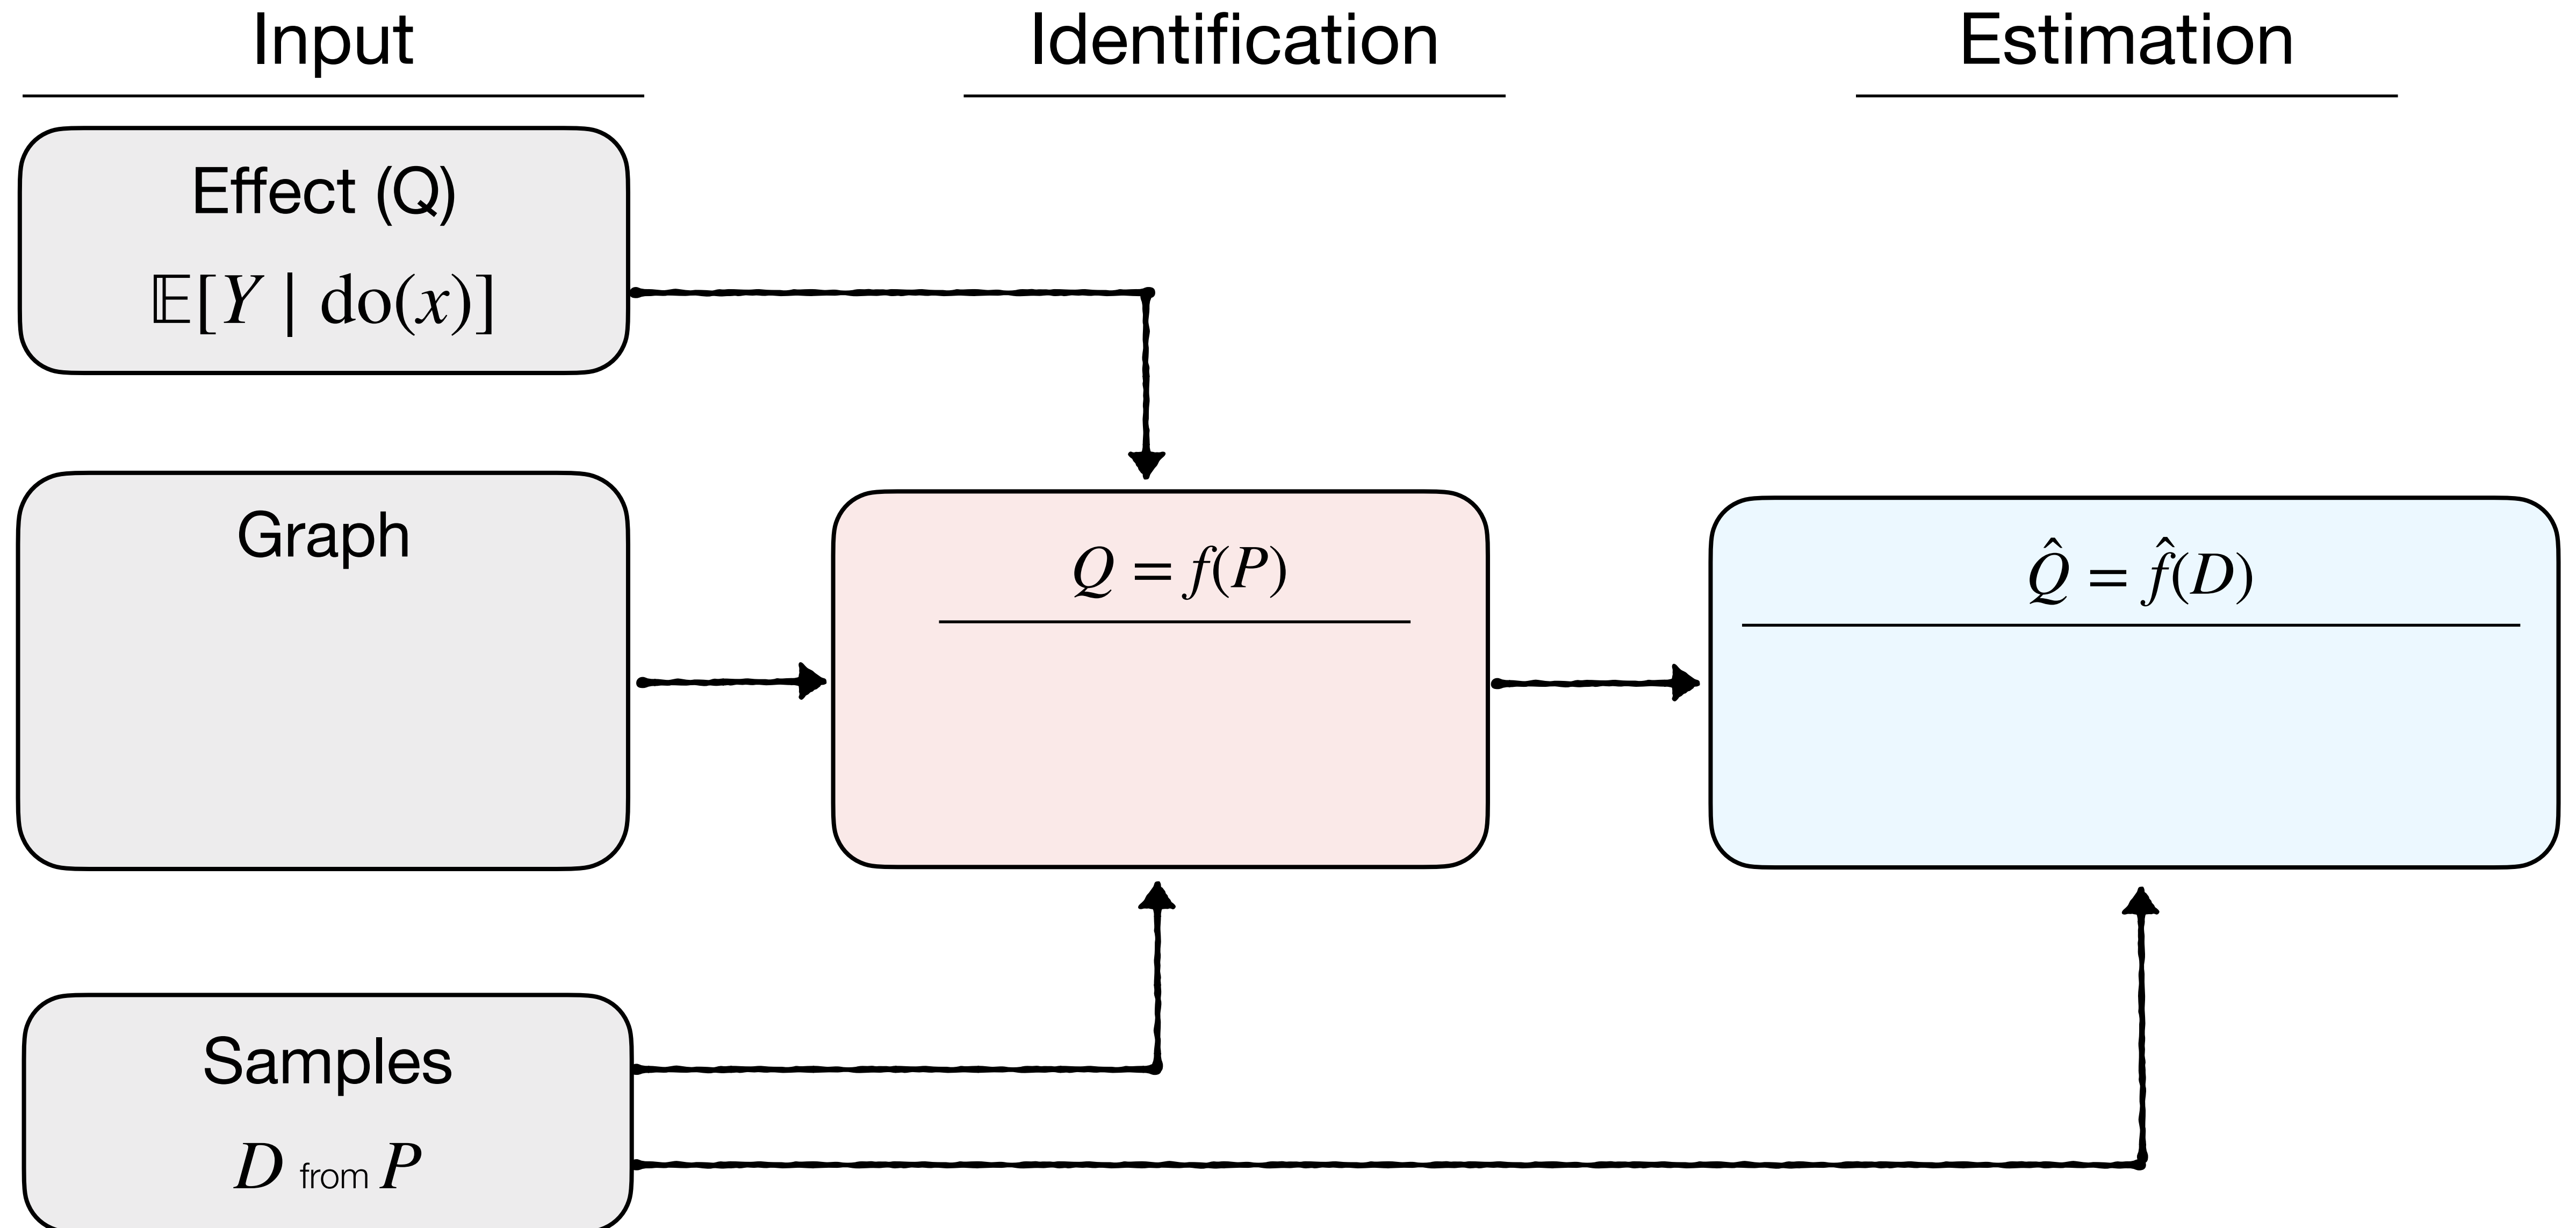 Input
Identification
Estimation
Effect (Q)
𝔼[Y | do(x)]
Graph
Q = f(P)
Q̂ = f̂(D)
Samples
D from P